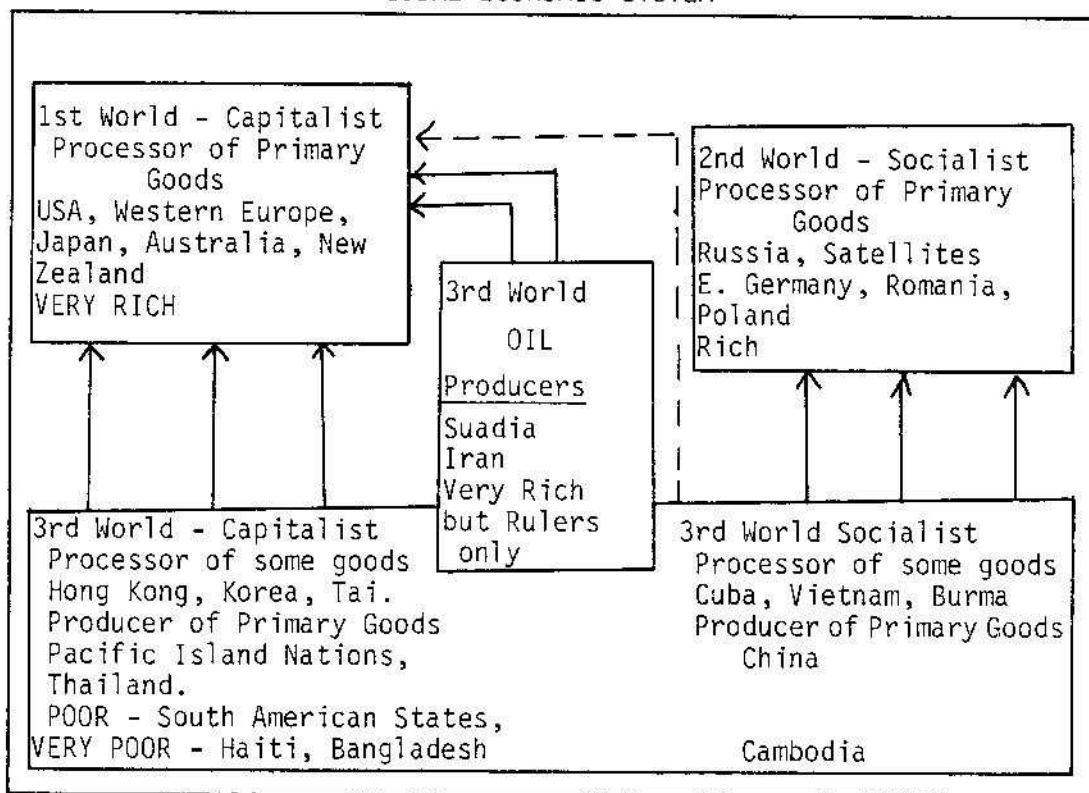 1st World - Capitalist
Processor of Primary
Goods
USA, Western Europe,
Japan, Australia, New
Zealand
VERY RICH
2nd World - Socialist
Processor of Primary
Goods
Russia, Satellites
E. Germany, Romania,
Poland
Rich
3rd World
OIL
Producers
Suadia
Iran
Very Rich
but Rulers
only
3rd World - Capitalist
Processor of some goods
Hong Kong, Korea, Tai.
Producer of Primary Goods
Pacific Island Nations,
Thailand.
POOR - South American States,
VERY POOR - Haiti, Bangladesh
3rd World Socialist
Processor of some goods
Cuba, Vietnam, Burma
Producer of Primary Goods
China
Cambodia